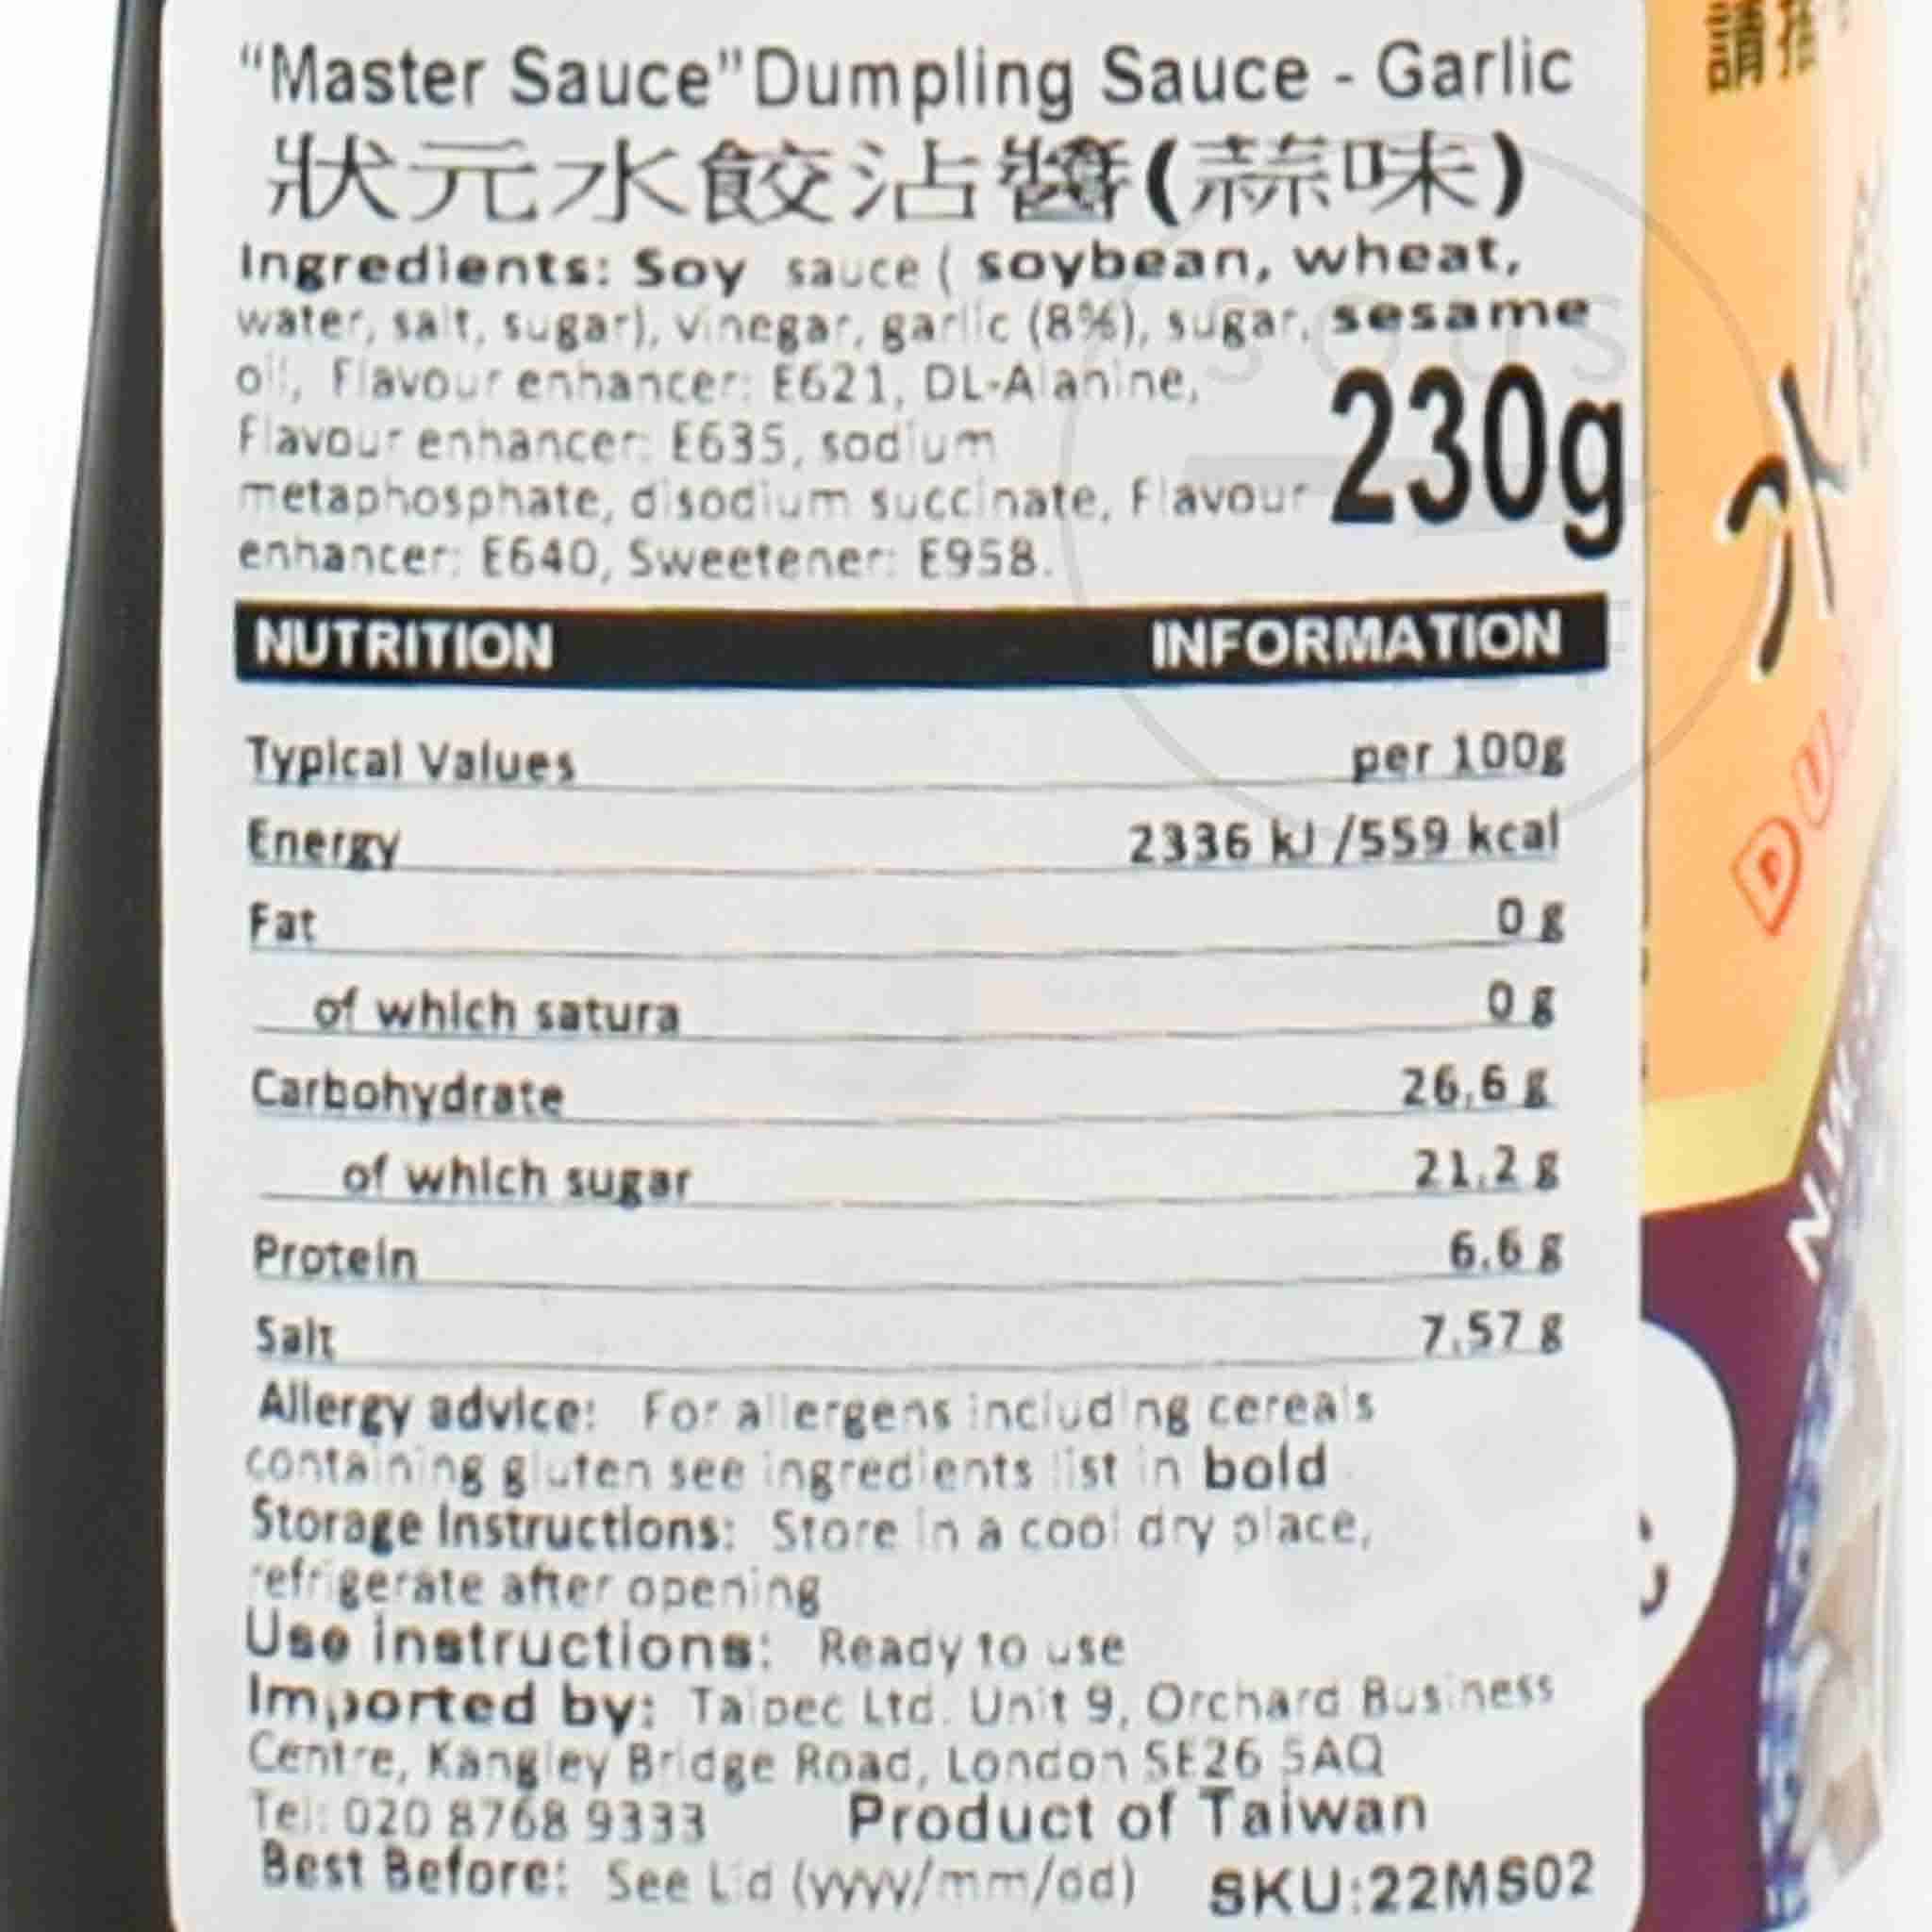 “Master Sauce” Dumpling Sauce - Garlic
狀元水餃沾醬(蒜味)
Ingredients: Soy sauce ( soybean, wheat,
water, salt, sugar), vinegar, garlic (8%), sugar, sesame
oil, Flavour enhancer: E621, DL-Alanine,
Flavour enhancer: E635, sodium
metaphosphate, disodium succinate, Flavour
enhancer: E640, Sweetener: E958.
230g
NUTRITION INFORMATION
Typical Values per 100g
Energy 2336 kJ /559 kcal
Fat 0 g
of which satura 0 g
Carbohydrate 26.6 g
of which sugar 21.2 g
Protein 6.6 g
Salt 7.57 g
Allergy advice: For allergens including cereals
containing gluten see ingredients list in bold
Storage Instructions: Store in a cool dry place,
refrigerate after opening
Use instructions: Ready to use
Imported by: Taipec Ltd. Unit 9, Orchard Business
Centre, Kangley Bridge Road, London SE26 5AQ
Tel: 020 8768 9333 Product of Taiwan
Best Before: See Lid (yyyy/mm/dd) SKU:22MS02
請
水
DU